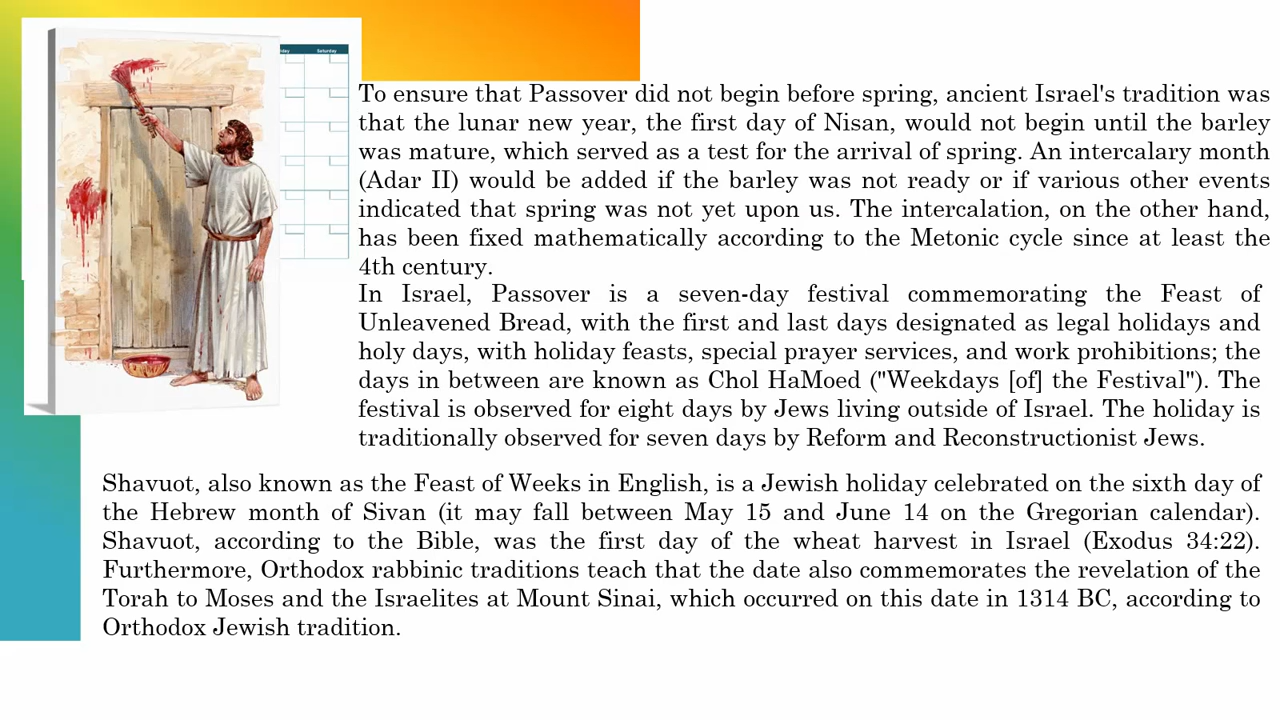 day Saturday
To ensure that Passover did not begin before spring, ancient Israel's tradition was
that the lunar new year, the first day of Nisan, would not begin until the barley
was mature, which served as a test for the arrival of spring. An intercalary month
(Adar II) would be added if the barley was not ready or if various other events
indicated that spring was not yet upon us. The intercalation, on the other hand,
has been fixed mathematically according to the Metonic cycle since at least the
4th century.
In Israel, Passover is a seven-day festival commemorating the Feast of
Unleavened Bread, with the first and last days designated as legal holidays and
holy days, with holiday feasts, special prayer services, and work prohibitions; the
days in between are known as Chol HaMoed ("Weekdays [of] the Festival"). The
festival is observed for eight days by Jews living outside of Israel. The holiday is
traditionally observed for seven days by Reform and Reconstructionist Jews.
Shavuot, also known as the Feast of Weeks in English, is a Jewish holiday celebrated on the sixth day of
the Hebrew month of Sivan (it may fall between May 15 and June 14 on the Gregorian calendar).
Shavuot, according to the Bible, was the first day of the wheat harvest in Israel (Exodus 34:22).
Furthermore, Orthodox rabbinic traditions teach that the date also commemorates the revelation of the
Torah to Moses and the Israelites at Mount Sinai, which occurred on this date in 1314 BC, according to
Orthodox Jewish tradition.